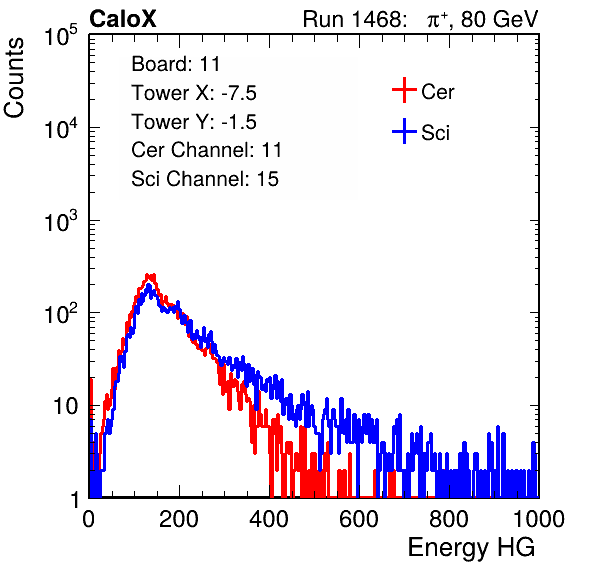 CaloX Run 1468: π⁺, 80 GeV
Counts
Board: 11
Tower X: -7.5
Tower Y: -1.5
Cer Channel: 11
Sci Channel: 15
Cer
Sci
10⁵
10⁴
10³
10²
10
1
0 200 400 600 800 1000
Energy HG